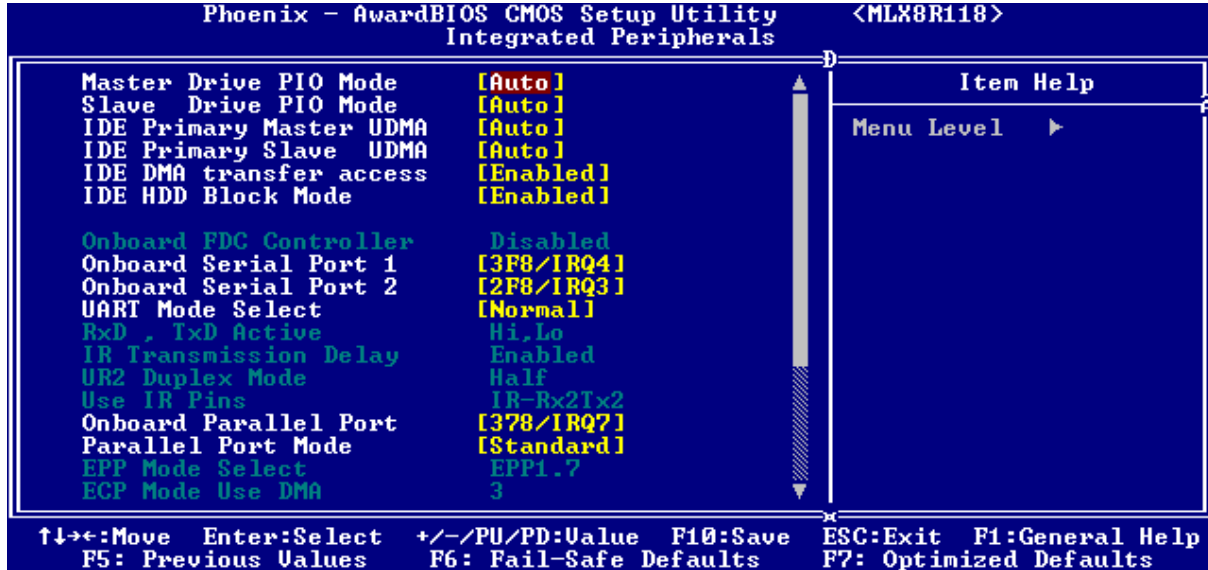 Phoenix - AwardBIOS CMOS Setup Utility <MLX8R118>
Integrated Peripherals
Master Drive PIO Mode [Auto]
Slave Drive PIO Mode [Auto]
IDE Primary Master UDMA [Auto]
IDE Primary Slave UDMA [Auto]
IDE DMA transfer access [Enabled]
IDE HDD Block Mode [Enabled]
Onboard FDC Controller Disabled
Onboard Serial Port 1 [3F8/IRQ4]
Onboard Serial Port 2 [2F8/IRQ3]
UART Mode Select [Normal]
RxD , TxD Active Hi,Lo
IR Transmission Delay Enabled
UR2 Duplex Mode Half
Use IR Pins IR-Rx2Tx2
Onboard Parallel Port [378/IRQ7]
Parallel Port Mode [Standard]
EPP Mode Select EPP1.7
ECP Mode Use DMA 3
Item Help
Menu Level ►
↑↓→←:Move Enter:Select +/-/PU/PD:Value F10:Save ESC:Exit F1:General Help
F5: Previous Values F6: Fail-Safe Defaults F7: Optimized Defaults